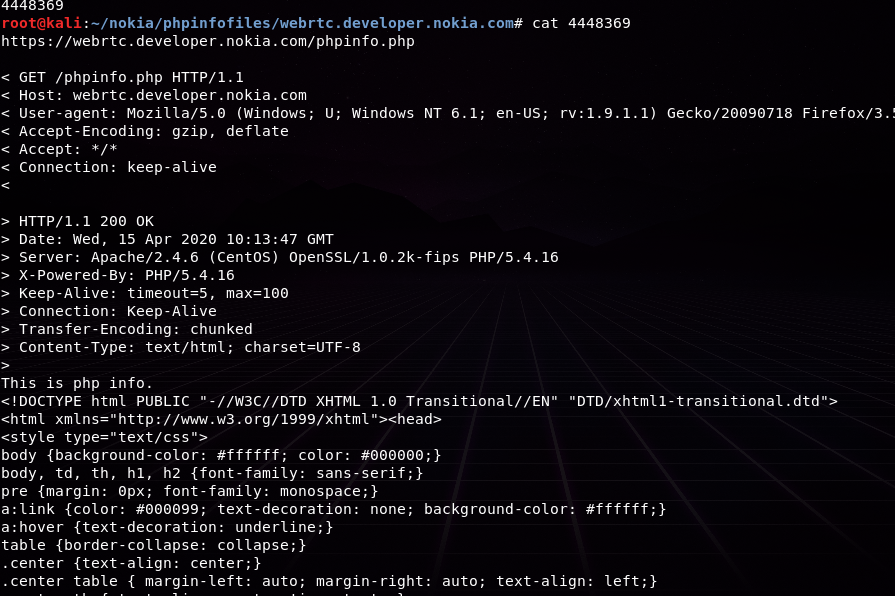 4448369
root@kali:~/nokia/phpinfofiles/webrtc.developer.nokia.com# cat 4448369
https://webrtc.developer.nokia.com/phpinfo.php
< GET /phpinfo.php HTTP/1.1
< Host: webrtc.developer.nokia.com
< User-agent: Mozilla/5.0 (Windows; U; Windows NT 6.1; en-US; rv:1.9.1.1) Gecko/20090718 Firefox/3.5
< Accept-Encoding: gzip, deflate
< Accept: */*
< Connection: keep-alive
<
> HTTP/1.1 200 OK
> Date: Wed, 15 Apr 2020 10:13:47 GMT
> Server: Apache/2.4.6 (CentOS) OpenSSL/1.0.2k-fips PHP/5.4.16
> X-Powered-By: PHP/5.4.16
> Keep-Alive: timeout=5, max=100
> Connection: Keep-Alive
> Transfer-Encoding: chunked
> Content-Type: text/html; charset=UTF-8
>
This is php info.
<!DOCTYPE html PUBLIC "-//W3C//DTD XHTML 1.0 Transitional//EN" "DTD/xhtml1-transitional.dtd">
<html xmlns="http://www.w3.org/1999/xhtml"><head>
<style type="text/css">
body {background-color: #ffffff; color: #000000;}
body, td, th, h1, h2 {font-family: sans-serif;}
pre {margin: 0px; font-family: monospace;}
a:link {color: #000099; text-decoration: none; background-color: #ffffff;}
a:hover {text-decoration: underline;}
table {border-collapse: collapse;}
.center {text-align: center;}
.center table { margin-left: auto; margin-right: auto; text-align: left;}